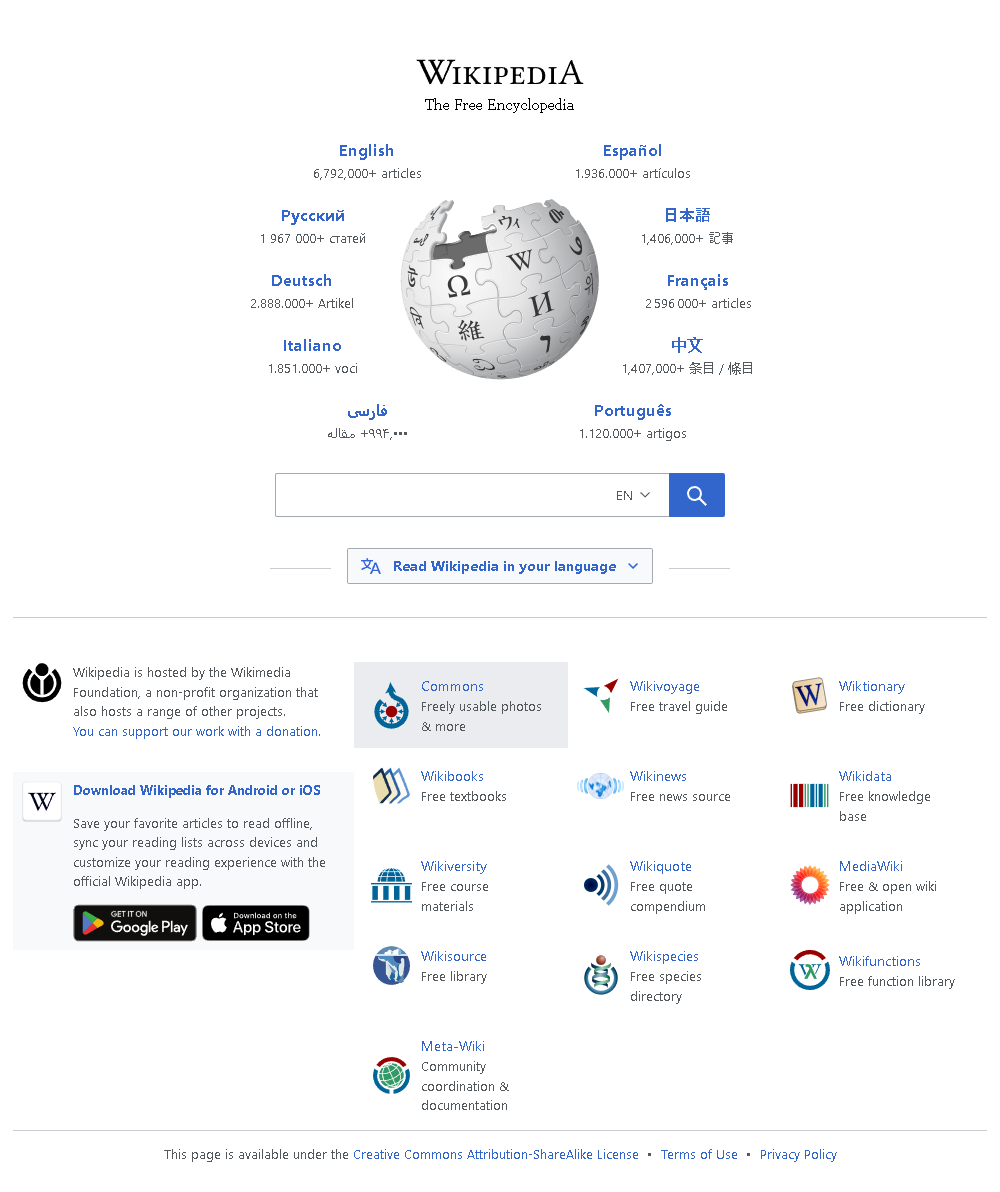 WIKIPEDIA
The Free Encyclopedia
English
6,792,000+ articles
Español
1.936.000+ artículos
Русский
1 967 000+ статей
日本語
1,406,000+ 記事
Deutsch
2.888.000+ Artikel
Français
2 596 000+ articles
Italiano
1.851.000+ voci
中文
1,407,000+ 条目 / 條目
فارسی
۹۹۴,۰۰۰+ مقاله
Português
1.120.000+ artigos
Ω W И 維 ウィ
EN
Read Wikipedia in your language
Wikipedia is hosted by the Wikimedia
Foundation, a non-profit organization that
also hosts a range of other projects.
You can support our work with a donation.
W
Download Wikipedia for Android or iOS
Save your favorite articles to read offline,
sync your reading lists across devices and
customize your reading experience with the
official Wikipedia app.
GET IT ON
Google Play
Download on the
App Store
Commons
Freely usable photos
& more
Wikivoyage
Free travel guide
W
Wiktionary
Free dictionary
Wikibooks
Free textbooks
Wikinews
Free news source
Wikidata
Free knowledge
base
Wikiversity
Free course
materials
Wikiquote
Free quote
compendium
MediaWiki
Free & open wiki
application
Wikisource
Free library
Wikispecies
Free species
directory
Wikifunctions
Free function library
Meta-Wiki
Community
coordination &
documentation
This page is available under the Creative Commons Attribution-ShareAlike License • Terms of Use • Privacy Policy